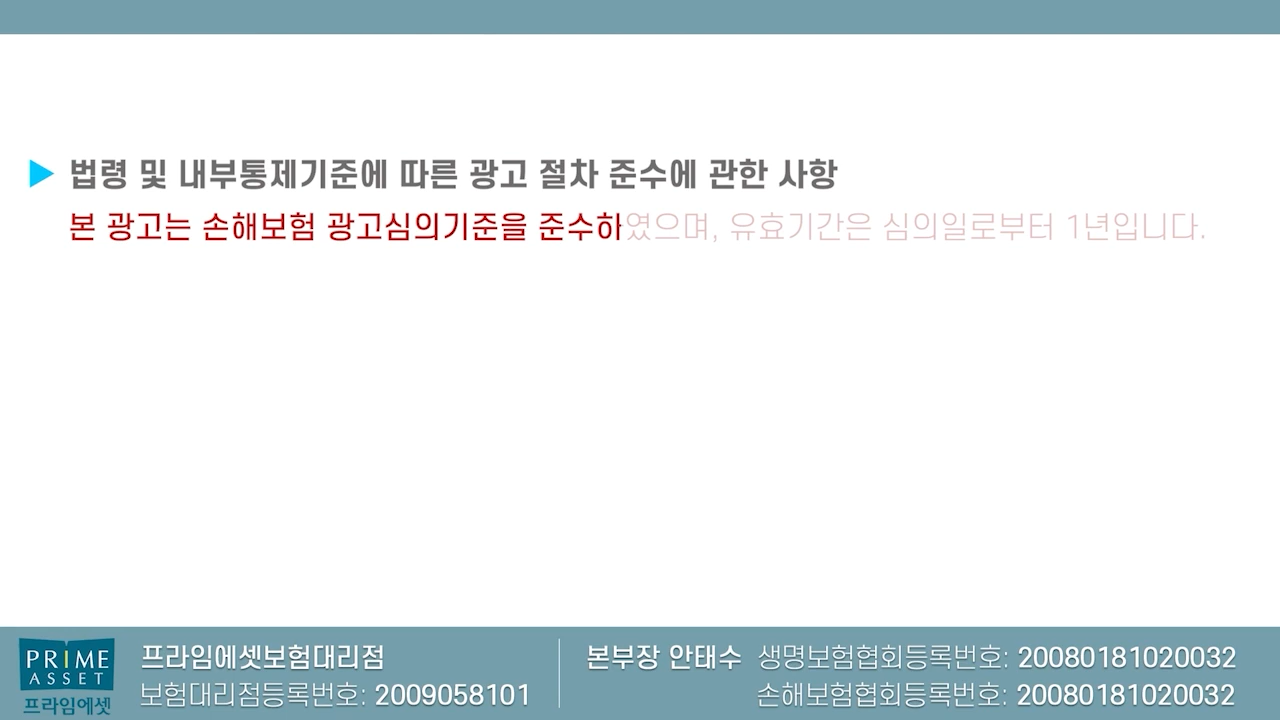 ▶ 법령 및 내부통제기준에 따른 광고 절차 준수에 관한 사항
본 광고는 손해보험 광고심의기준을 준수하였으며, 유효기간은 심의일로부터 1년입니다.
PRIME
ASSET
프라임에셋
프라임에셋보험대리점
보험대리점등록번호: 2009058101
본부장 안태수 생명보험협회등록번호: 20080181020032
손해보험협회등록번호: 20080181020032